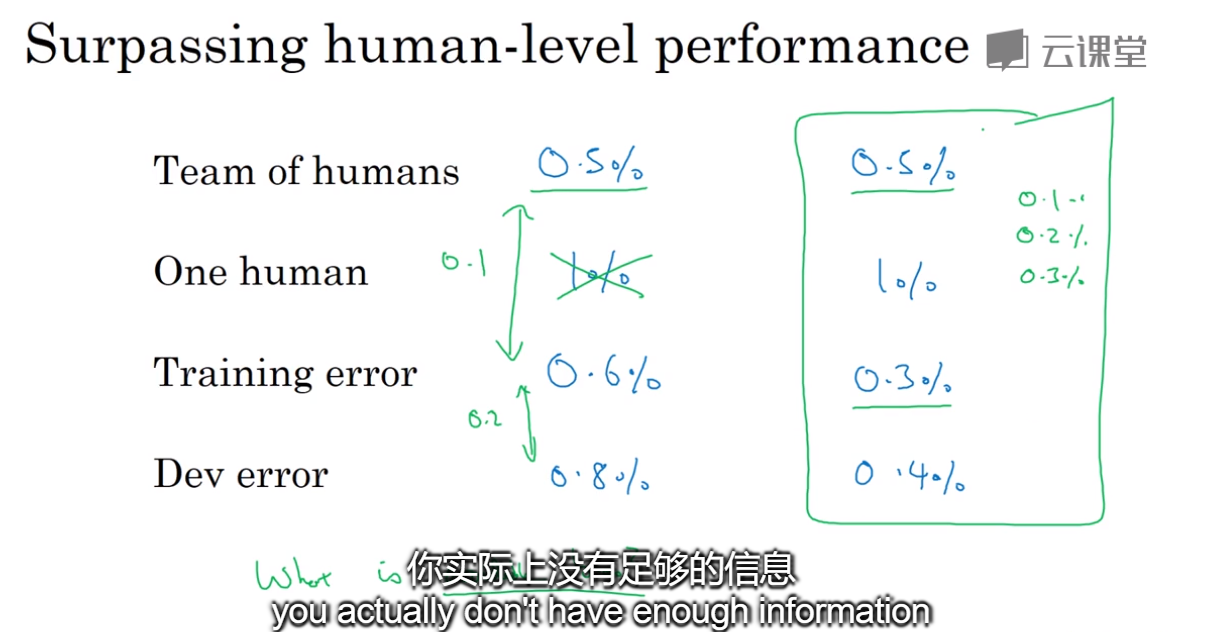 Surpassing human-level performance 云课堂
Team of humans 0.5% 0.5%
0.1
0.2%
0.3%
One human 1% 1%
0.1
Training error 0.6% 0.3%
0.2
Dev error 0.8% 0.4%
What is
你实际上没有足够的信息
you actually don't have enough information